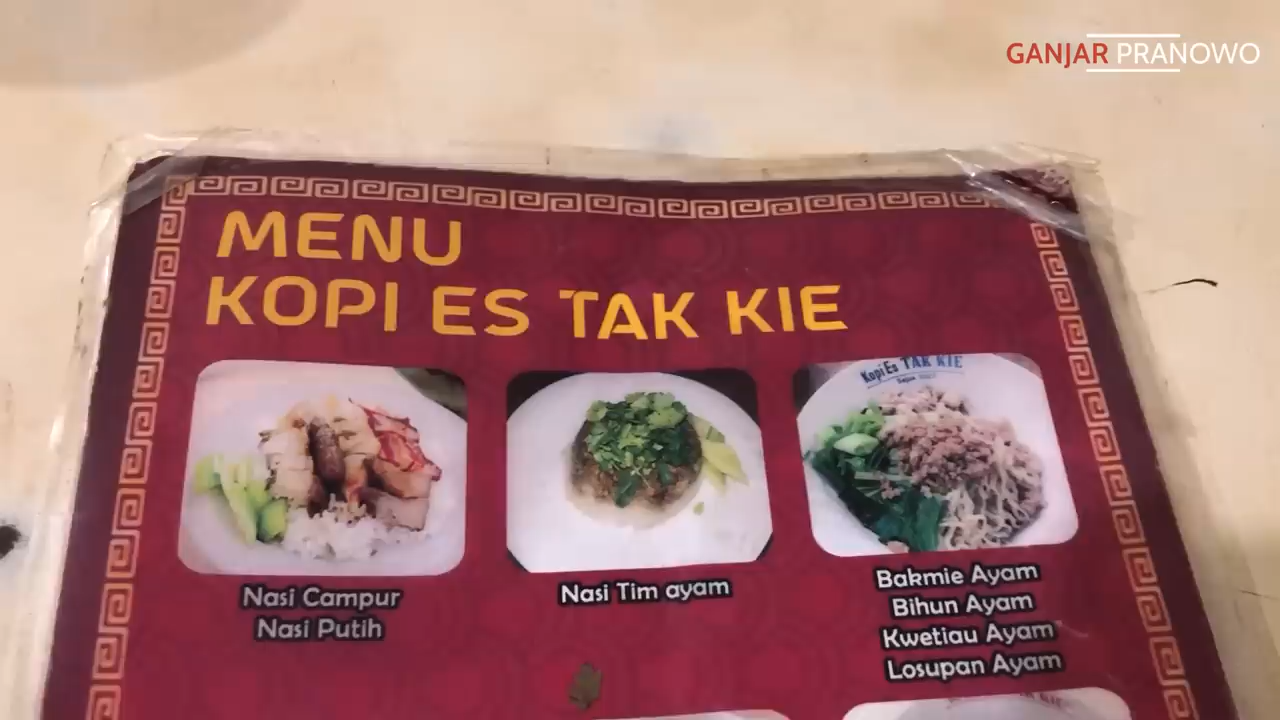 GANJAR PRANOWO
MENU
KOPI ES TAK KIE
Kopi Es TAK KIE
Nasi Campur
Nasi Putih
Nasi Tim ayam
Bakmie Ayam
Bihun Ayam
Kwetiau Ayam
Losupan Ayam